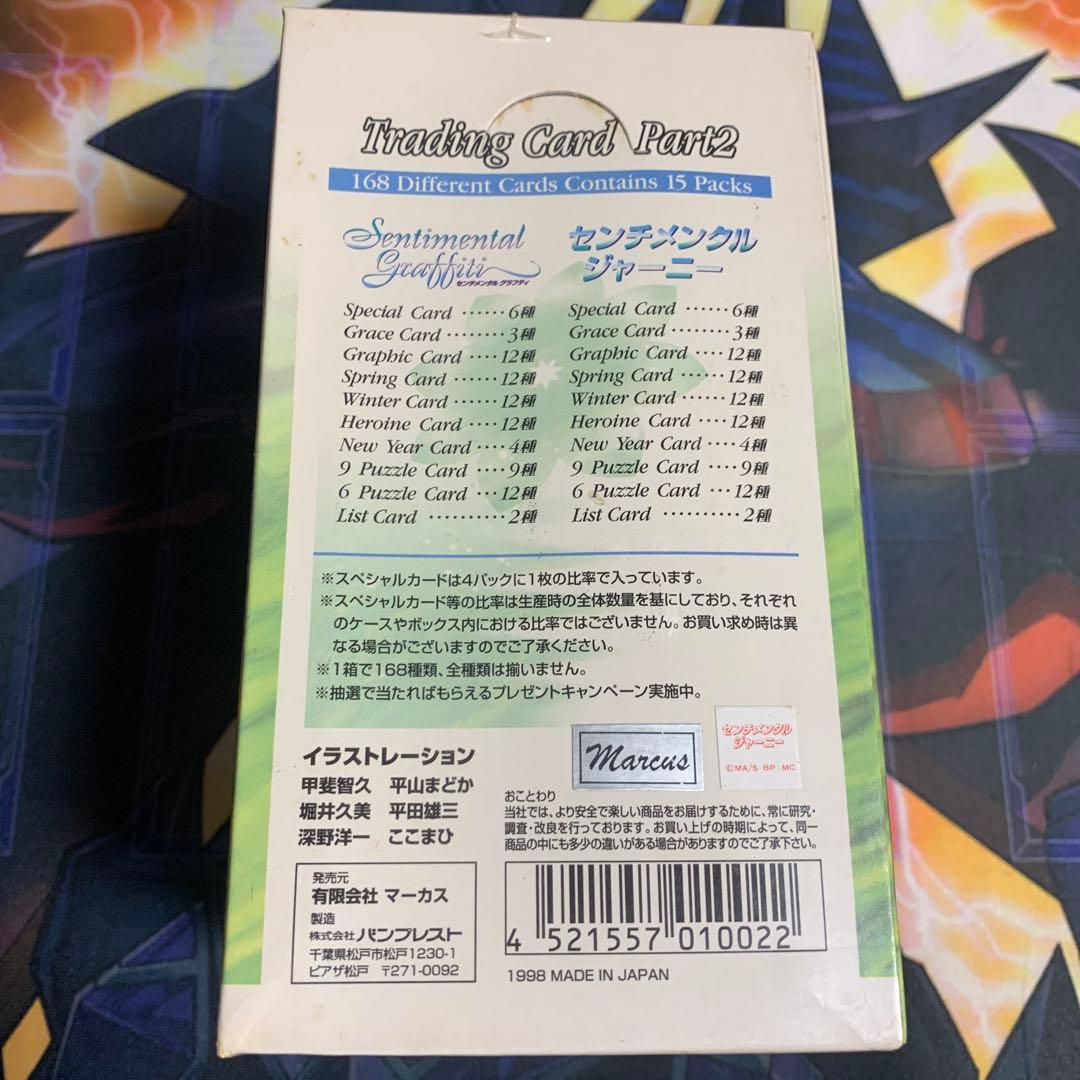 Trading Card Part2
168 Different Cards Contains 15 Packs
Sentimental
Graffiti
センチメンタル グラフティ
Special Card ‥‥‥ 6種
Grace Card ‥‥‥‥ 3種
Graphic Card ‥‥ 12種
Spring Card ‥‥‥ 12種
Winter Card ‥‥‥ 12種
Heroine Card ‥‥ 12種
New Year Card ‥‥ 4種
9 Puzzle Card ‥‥ 9種
6 Puzzle Card ‥ 12種
List Card ‥‥‥‥‥ 2種
センチメンタル
ジャーニー
Special Card ‥‥‥ 6種
Grace Card ‥‥‥‥ 3種
Graphic Card ‥‥ 12種
Spring Card ‥‥‥ 12種
Winter Card ‥‥‥ 12種
Heroine Card ‥‥ 12種
New Year Card ‥‥ 4種
9 Puzzle Card ‥‥ 9種
6 Puzzle Card ‥ 12種
List Card ‥‥‥‥‥ 2種
※スペシャルカードは4パックに1枚の比率で入っています。
※スペシャルカード等の比率は生産時の全体数量を基にしており、それぞれ
のケースやボックス内における比率ではございません。お買い求め時は異
なる場合がございますのでご了承ください。
※1箱で168種類、全種類は揃いません。
※抽選で当たればもらえるプレゼントキャンペーン実施中。
イラストレーション
甲斐智久 平山まどか
堀井久美 平田雄三
深野洋一 ここまひ
Marcus
センチメンタル
ジャーニー
©MA/S・BP.・MC
おことわり
当社では、より安全で楽しい商品をお届けするために、常に研究・
調査・改良を行っております。お買い上げの時期によって、同一
商品の中にも多少の違いがある場合がありますのでご了承下さい。
発売元
有限会社 マーカス
製造
株式会社 バンプレスト
千葉県松戸市松戸1230-1
ピアザ松戸 〒271-0092
4 521557 010022
1998 MADE IN JAPAN